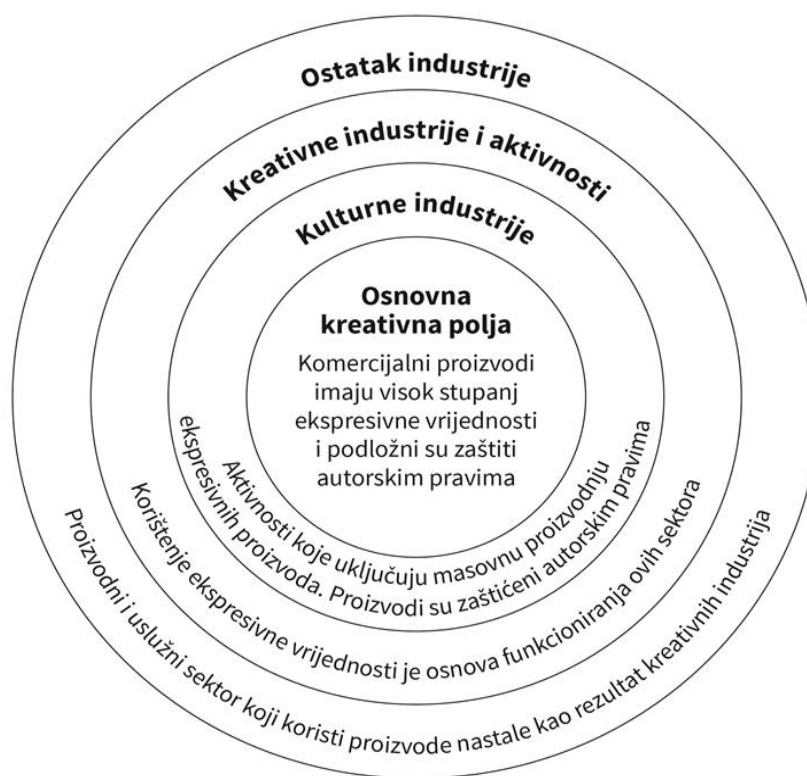 Ostatak industrije
Kreativne industrije i aktivnosti
Kulturne industrije
Osnovna
kreativna polja
Komercijalni proizvodi
imaju visok stupanj
ekspresivne vrijednosti
i podložni su zaštiti
autorskim pravima
Aktivnosti koje uključuju masovnu proizvodnju
ekspresivnih proizvoda. Proizvodi su zaštićeni autorskim pravima
Korištenje ekspresivne vrijednosti je osnova funkcioniranja ovih sektora
Proizvodni i uslužni sektor koji koristi proizvode nastale kao rezultat kreativnih industrija